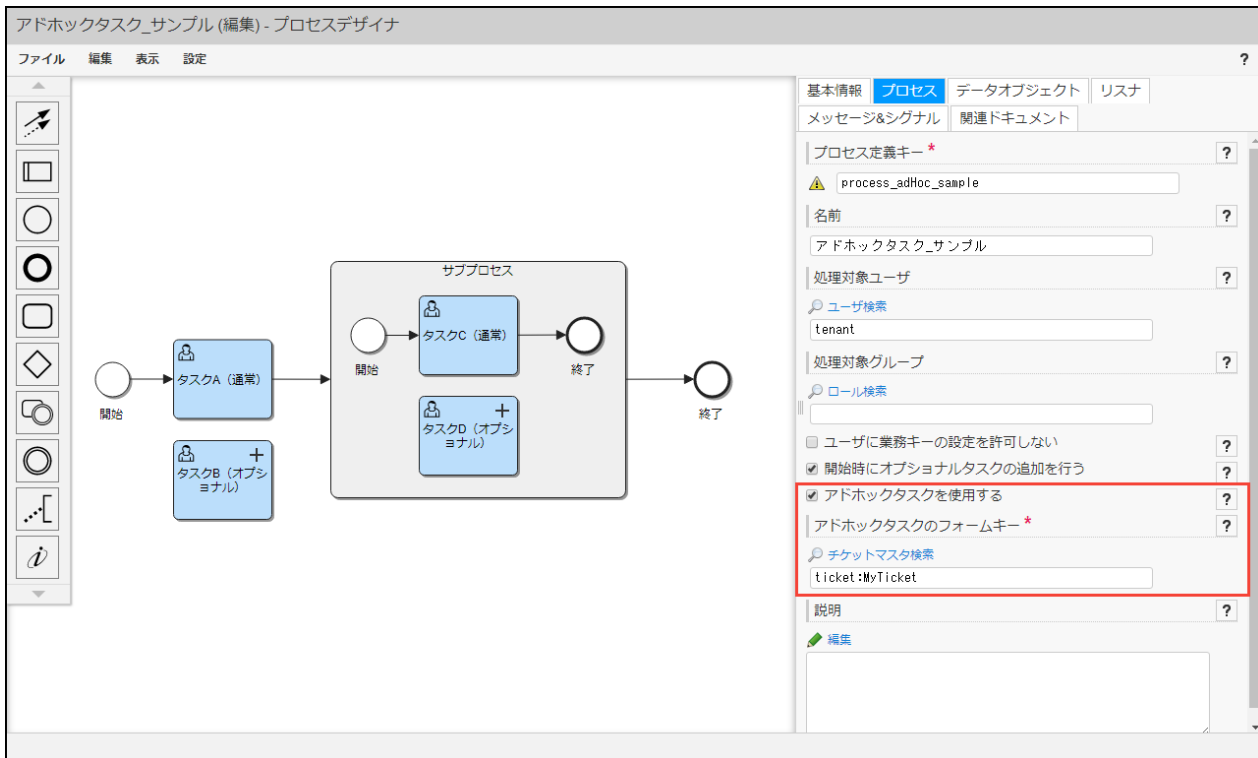 アドホックタスク_サンプル (編集) - プロセスデザイナ
ファイル 編集 表示 設定 ?
基本情報 プロセス データオブジェクト リスナ
メッセージ&シグナル 関連ドキュメント
プロセス定義キー * ?
process_adHoc_sample
名前 ?
アドホックタスク_サンプル
処理対象ユーザ ?
ユーザ検索
tenant
処理対象グループ ?
ロール検索
ユーザに業務キーの設定を許可しない ?
開始時にオプショナルタスクの追加を行う ?
アドホックタスクを使用する ?
アドホックタスクのフォームキー * ?
チケットマスタ検索
ticket:MyTicket
説明 ?
編集
サブプロセス
タスクC（通常）
開始
終了
タスクA（通常）
開始
タスクD（オプシ
ョナル）
終了
タスクB（オプシ
ョナル）
i